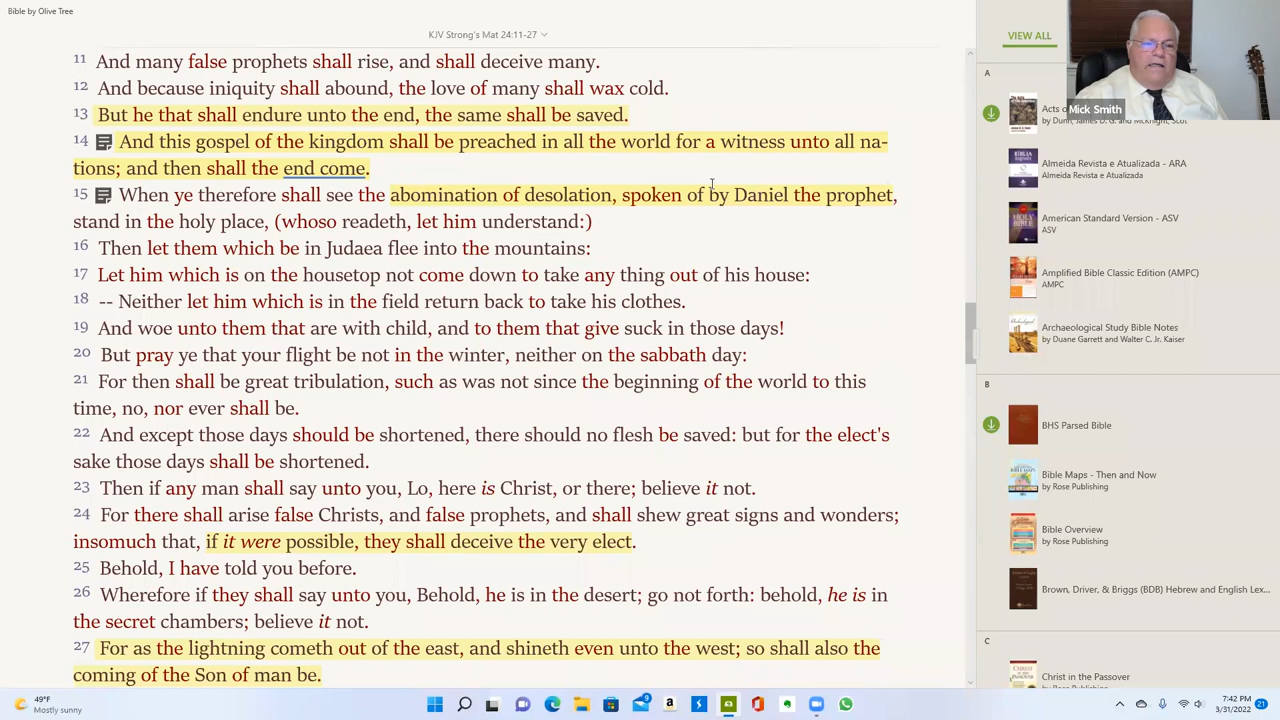 Bible by Olive Tree
KJV Strong's Mat 24:11-27
11 And many false prophets shall rise, and shall deceive many.
12 And because iniquity shall abound, the love of many shall wax cold.
13 But he that shall endure unto the end, the same shall be saved.
14 And this gospel of the kingdom shall be preached in all the world for a witness unto all na-
tions; and then shall the end come.
15 When ye therefore shall see the abomination of desolation, spoken of by Daniel the prophet,
stand in the holy place, (whoso readeth, let him understand:)
16 Then let them which be in Judaea flee into the mountains:
17 Let him which is on the housetop not come down to take any thing out of his house:
18 -- Neither let him which is in the field return back to take his clothes.
19 And woe unto them that are with child, and to them that give suck in those days!
20 But pray ye that your flight be not in the winter, neither on the sabbath day:
21 For then shall be great tribulation, such as was not since the beginning of the world to this
time, no, nor ever shall be.
22 And except those days should be shortened, there should no flesh be saved: but for the elect's
sake those days shall be shortened.
23 Then if any man shall say unto you, Lo, here is Christ, or there; believe it not.
24 For there shall arise false Christs, and false prophets, and shall shew great signs and wonders;
insomuch that, if it were possible, they shall deceive the very elect.
25 Behold, I have told you before.
26 Wherefore if they shall say unto you, Behold, he is in the desert; go not forth: behold, he is in
the secret chambers; believe it not.
27 For as the lightning cometh out of the east, and shineth even unto the west; so shall also the
coming of the Son of man be.
VIEW ALL
A
Acts o
by Dunn, James D. G. and McKnight, Scot
Mick Smith
Almeida Revista e Atualizada - ARA
Almeida Revista e Atualizada
American Standard Version - ASV
ASV
Amplified Bible Classic Edition (AMPC)
AMPC
Archaeological Study Bible Notes
by Duane Garrett and Walter C. Jr. Kaiser
B
BHS Parsed Bible
Bible Maps - Then and Now
by Rose Publishing
Bible Overview
by Rose Publishing
Brown, Driver, & Briggs (BDB) Hebrew and English Lex...
C
Christ in the Passover
49°F
Mostly sunny
7:42 PM
3/31/2022
21